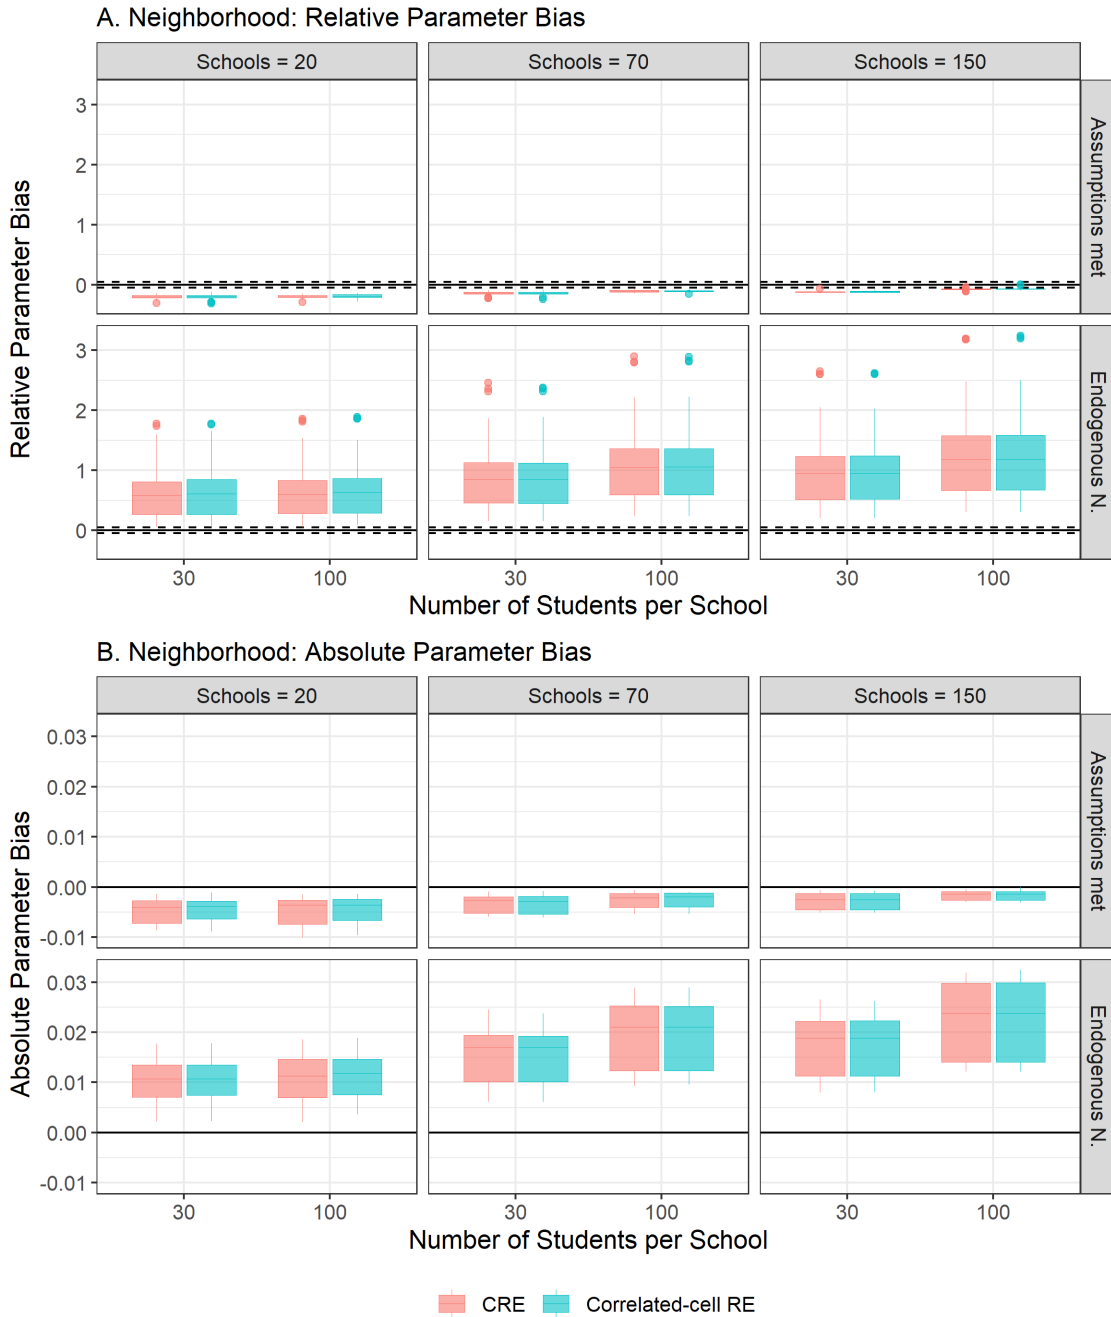 A. Neighborhood: Relative Parameter Bias
Schools = 20
Schools = 70
Schools = 150
Relative Parameter Bias
3
2
1
0
Assumptions met
3
2
1
0
Endogenous N.
30
100
30
100
30
100
Number of Students per School
B. Neighborhood: Absolute Parameter Bias
Schools = 20
Schools = 70
Schools = 150
Absolute Parameter Bias
0.03
0.02
0.01
0.00
-0.01
Assumptions met
0.03
0.02
0.01
0.00
-0.01
Endogenous N.
30
100
30
100
30
100
Number of Students per School
CRE
Correlated-cell RE